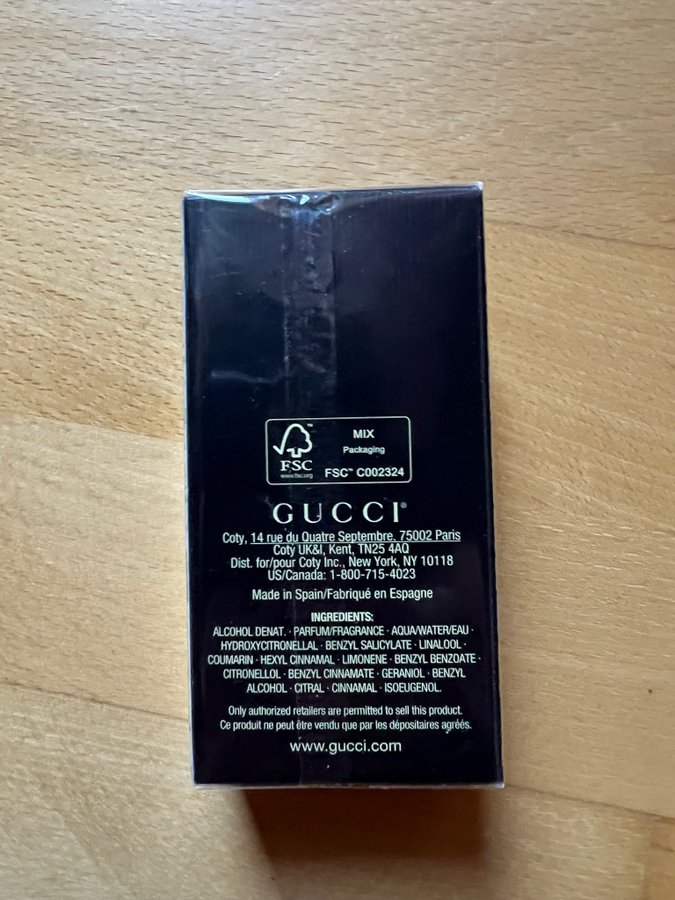 MIX
Packaging
FSC
www.fsc.org
FSC™ C002324
GUCCI®
Coty, 14 rue du Quatre Septembre, 75002 Paris
Coty UK&I, Kent, TN25 4AQ
Dist. for/pour Coty Inc., New York, NY 10118
US/Canada: 1-800-715-4023
Made in Spain/Fabriqué en Espagne
INGREDIENTS:
ALCOHOL DENAT. · PARFUM/FRAGRANCE · AQUA/WATER/EAU ·
HYDROXYCITRONELLAL · BENZYL SALICYLATE · LINALOOL ·
COUMARIN · HEXYL CINNAMAL · LIMONENE · BENZYL BENZOATE ·
CITRONELLOL · BENZYL CINNAMATE · GERANIOL · BENZYL
ALCOHOL · CITRAL · CINNAMAL · ISOEUGENOL.
Only authorized retailers are permitted to sell this product.
Ce produit ne peut être vendu que par les dépositaires agréés.
www.gucci.com